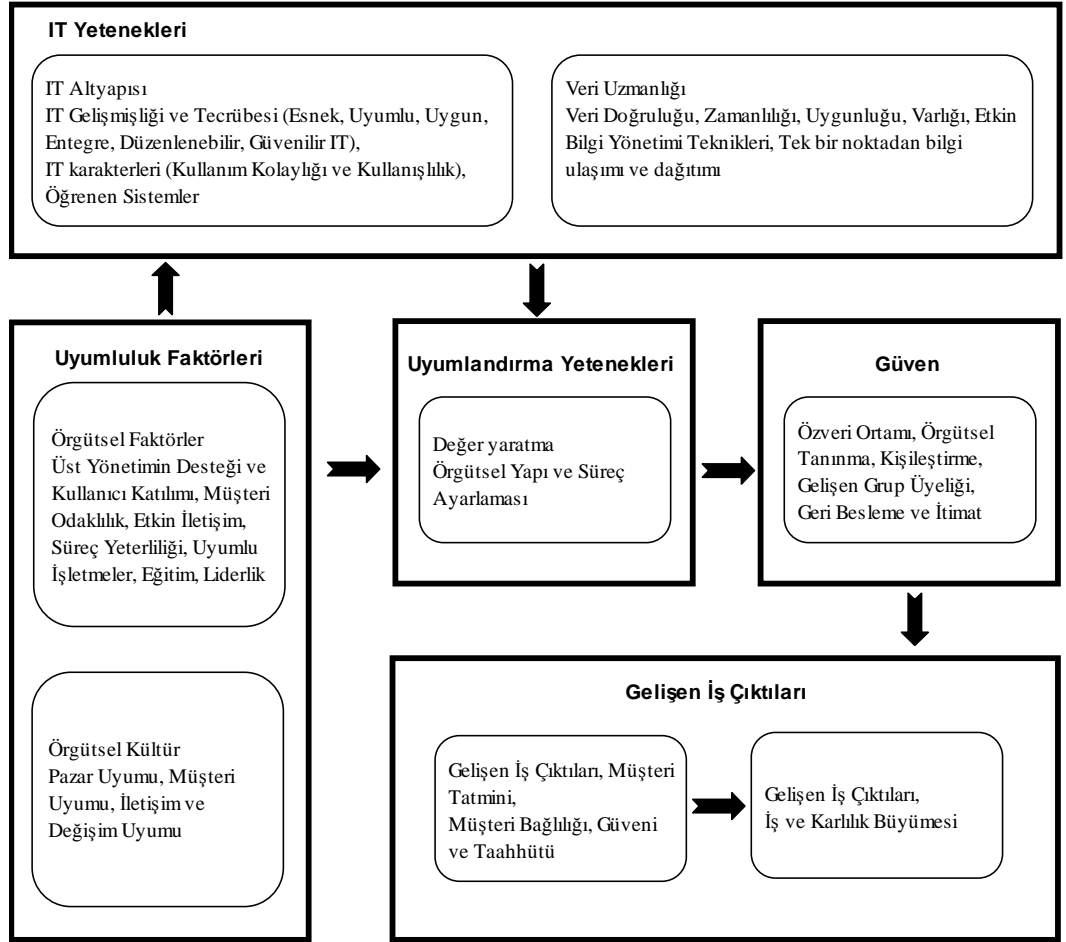 IT Yetenekleri
IT Altyapısı
IT Gelişmişliği ve Tecrübesi (Esnek, Uyumlu, Uygun,
Entegre, Düzenlenebilir, Güvenilir IT),
IT karakterleri (Kullanım Kolaylığı ve Kullanışlılık),
Öğrenen Sistemler
Veri Uzmanlığı
Veri Doğruluğu, Zamanlılığı, Uygunluğu, Varlığı, Etkin
Bilgi Yönetimi Teknikleri, Tek bir noktadan bilgi
ulaşımı ve dağıtımı
Uyumluluk Faktörleri
Örgütsel Faktörler
Üst Yönetimin Desteği ve
Kullanıcı Katılımı, Müşteri
Odaklılık, Etkin İletişim,
Süreç Yeterliliği, Uyumlu
İşletmeler, Eğitim, Liderlik
Örgütsel Kültür
Pazar Uyumu, Müşteri
Uyumu, İletişim ve
Değişim Uyumu
Uyumlandırma Yetenekleri
Değer yaratma
Örgütsel Yapı ve Süreç
Ayarlaması
Güven
Özveri Ortamı, Örgütsel
Tanınma, Kişileştirme,
Gelişen Grup Üyeliği,
Geri Besleme ve İtimat
Gelişen İş Çıktıları
Gelişen İş Çıktıları, Müşteri
Tatmini,
Müşteri Bağlılığı, Güveni
ve Taahhütü
Gelişen İş Çıktıları,
İş ve Karlılık Büyümesi